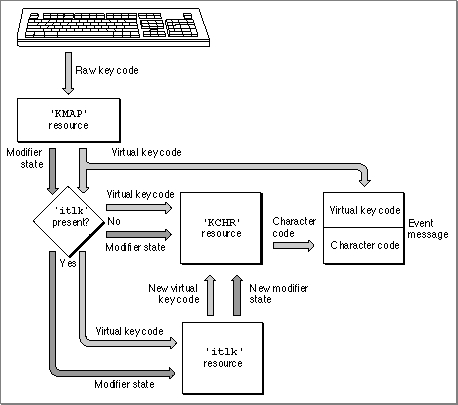 Raw key code
'KMAP'
resource
Modifier
state
Virtual key code
'itlk'
present?
Virtual key code
No
Modifier state
Yes
'KCHR'
resource
Character
code
Virtual key code
Character code
Event
message
New virtual
key code
New modifier
state
Virtual key code
Modifier state
'itlk'
resource